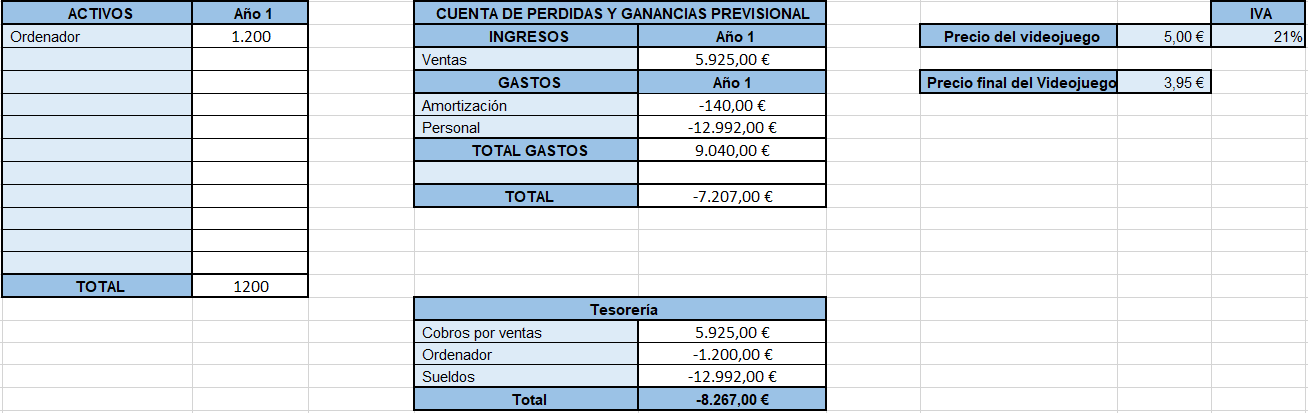 ACTIVOS Año 1
Ordenador 1.200
TOTAL 1200
CUENTA DE PERDIDAS Y GANANCIAS PREVISIONAL
INGRESOS Año 1
Ventas 5.925,00 €
GASTOS Año 1
Amortización -140,00 €
Personal -12.992,00 €
TOTAL GASTOS 9.040,00 €
TOTAL -7.207,00 €
Tesorería
Cobros por ventas 5.925,00 €
Ordenador -1.200,00 €
Sueldos -12.992,00 €
Total -8.267,00 €
IVA
Precio del videojuego 5,00 € 21%
Precio final del Videojuego 3,95 €